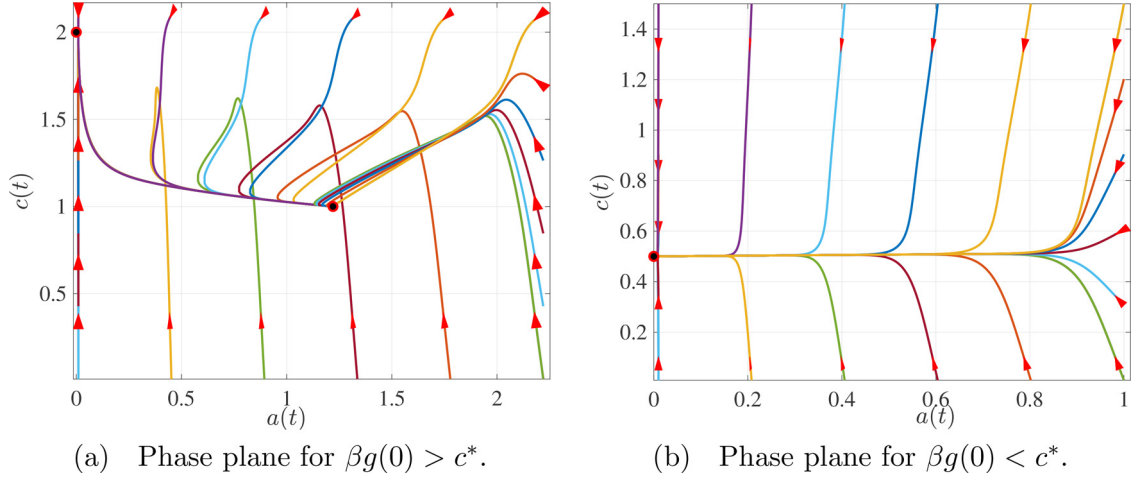 2
1.5
1
0.5
0 0.5 1 1.5 2
c(t)
a(t)
1.4
1.2
1
0.8
0.6
0.4
0.2
0 0.2 0.4 0.6 0.8 1
c(t)
a(t)
(a) Phase plane for βg(0) > c*.
(b) Phase plane for βg(0) < c*.